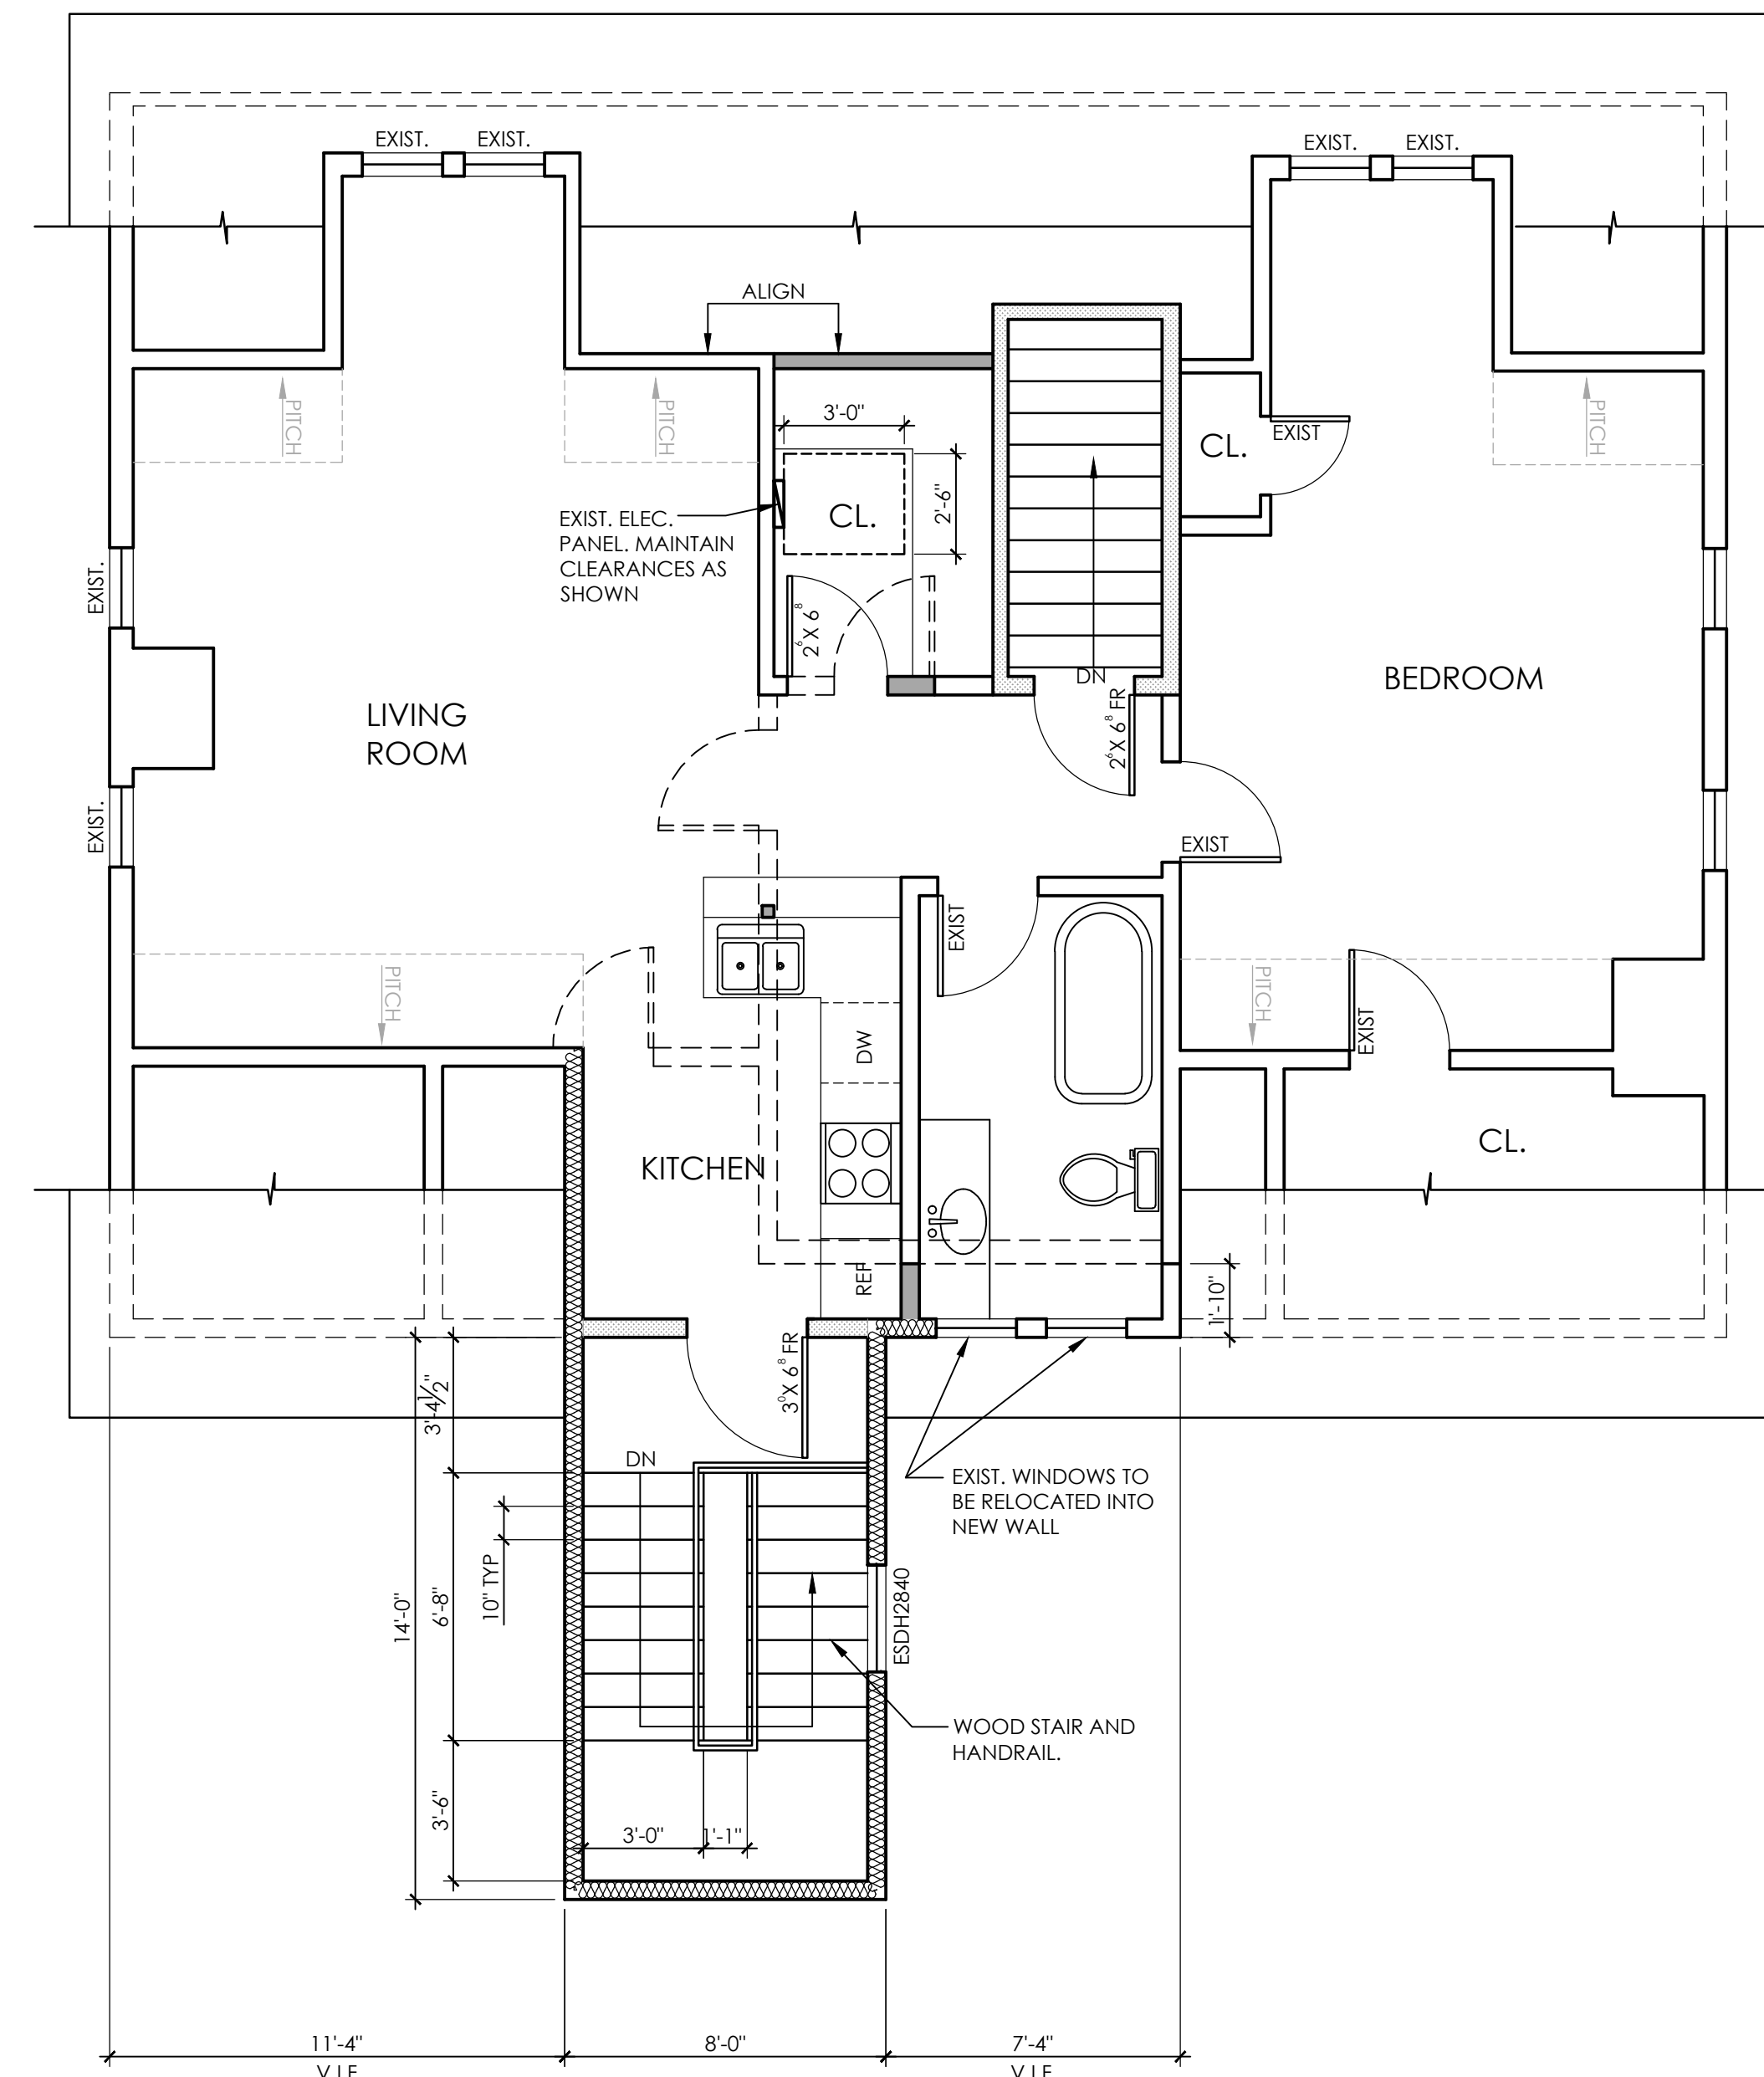 EXIST. EXIST.
EXIST. EXIST.
ALIGN
PITCH
PITCH
PITCH
3'-0"
2'-6"
CL.
CL.
EXIST
EXIST. ELEC.
PANEL. MAINTAIN
CLEARANCES AS
SHOWN
EXIST.
2⁶X 6⁸
DN
2⁶X 6⁸ FR
LIVING
ROOM
BEDROOM
EXIST.
EXIST
EXIST
PITCH
PITCH
EXIST
DW
KITCHEN
CL.
REF
1'-10"
3⁰X 6⁸ FR
3'-4½"
DN
EXIST. WINDOWS TO
BE RELOCATED INTO
NEW WALL
10" TYP
14'-0"
6'-8"
ESDH2840
WOOD STAIR AND
HANDRAIL.
3'-6"
3'-0"
1'-1"
11'-4"
V.I.F.
8'-0"
7'-4"
V.I.F.